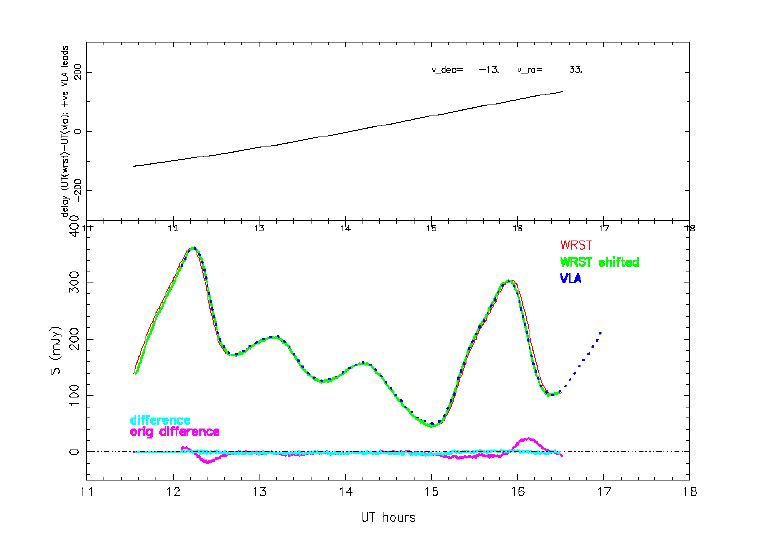 delay (UT(wrst)-UT(vla); +ve VLA leads
200
0
-200
v_dec= -13. v_ra= 33.
11 12 13 14 15 16 17 18
S (mJy)
400
300
200
100
0
WRST
WRST shifted
VLA
difference
orig difference
11 12 13 14 15 16 17 18
UT hours